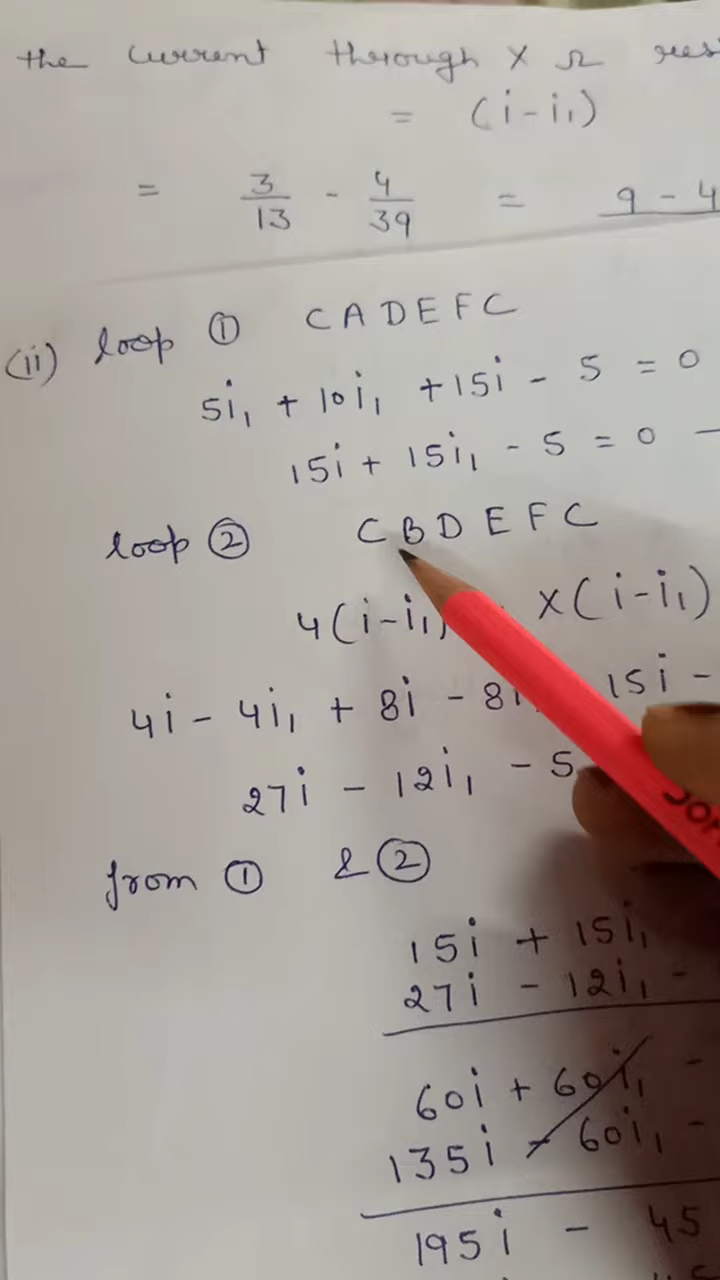 the current through x Ω
= (i-i₁)
= 3/13 - 4/39 = 9 - 4
(ii) loop ① CADEFC
5i₁ + 10i₁ + 15i - 5 = 0
15i + 15i₁ - 5 = 0 -
loop ② CBDEFC
4(i-i₁) x(i-i₁)
4i - 4i₁ + 8i - 8i 15i -
27i - 12i₁ - 5
from ① & ②
15i + 15i₁
27i - 12i₁ -
60i + 60i₁ -
135i - 60i₁ -
195i - 45